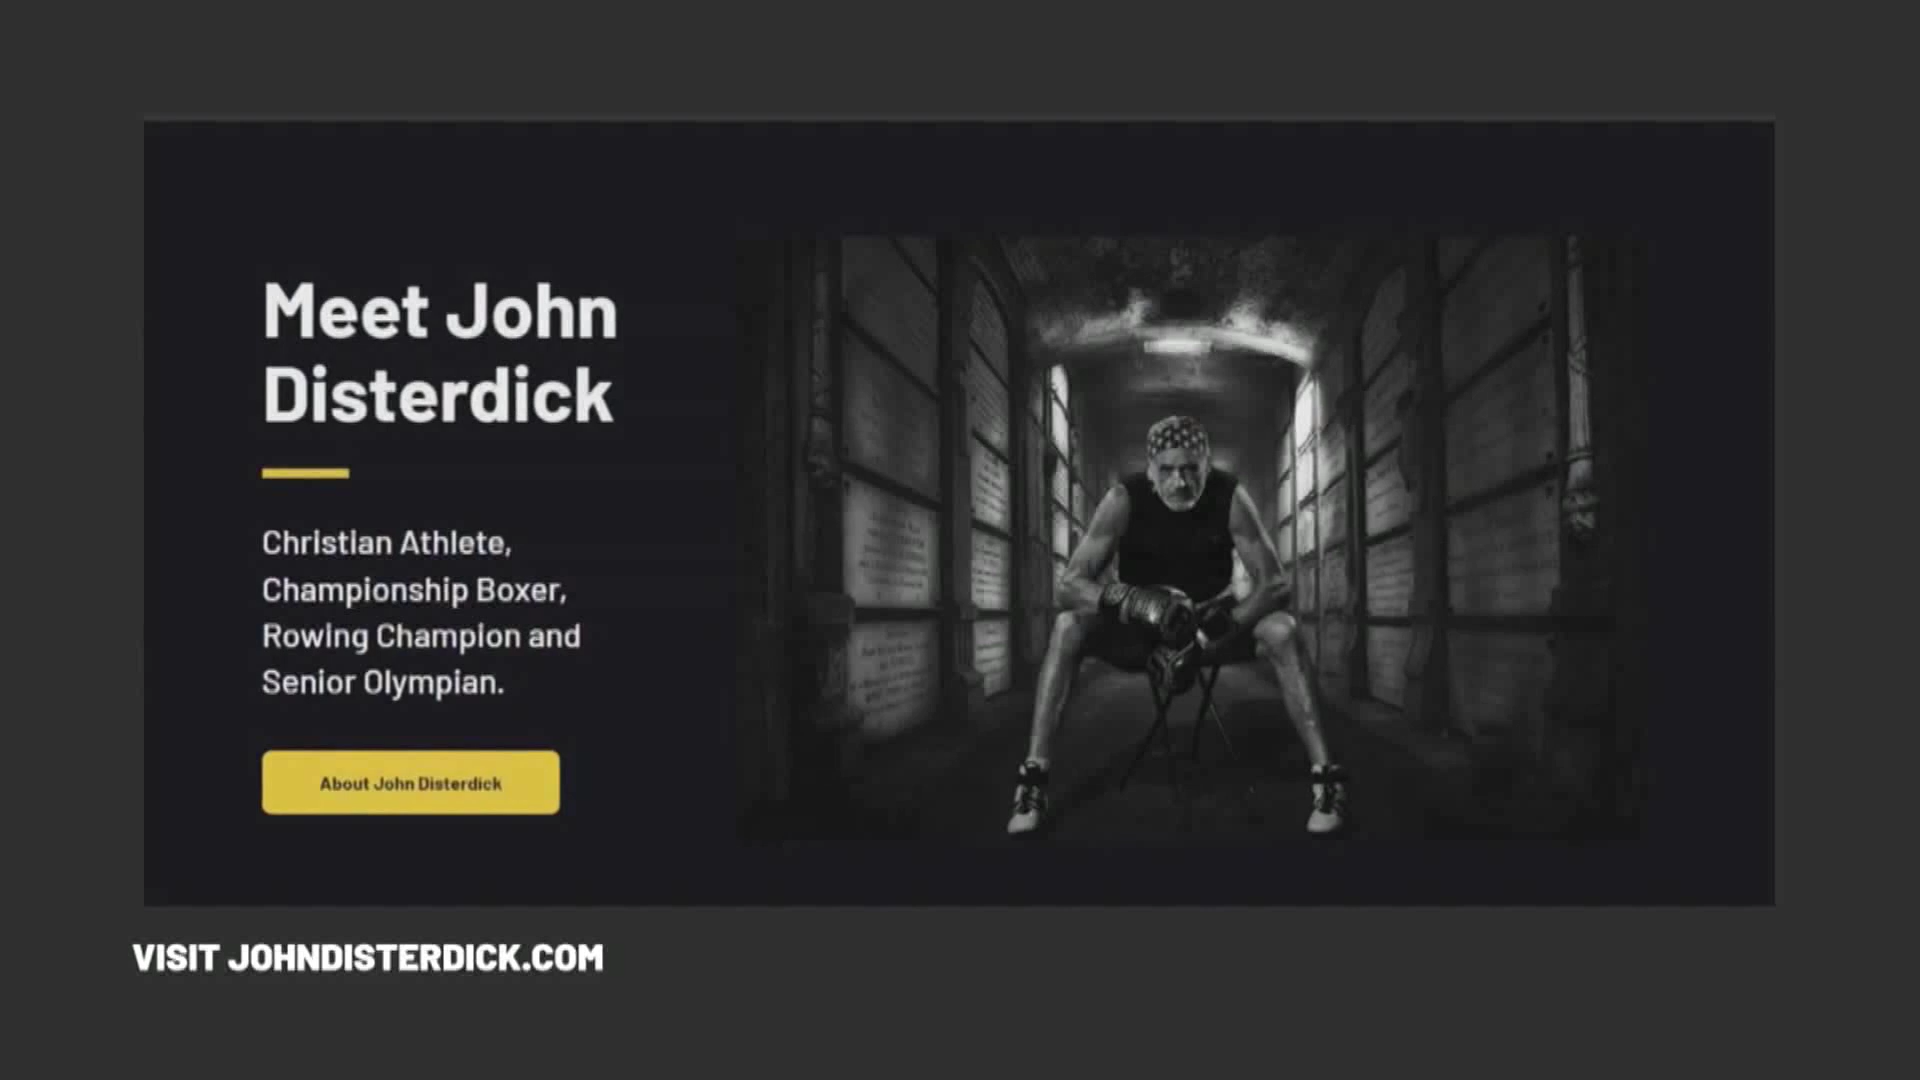 Meet John
Disterdick
Christian Athlete,
Championship Boxer,
Rowing Champion and
Senior Olympian.
About John Disterdick
VISIT JOHNDISTERDICK.COM